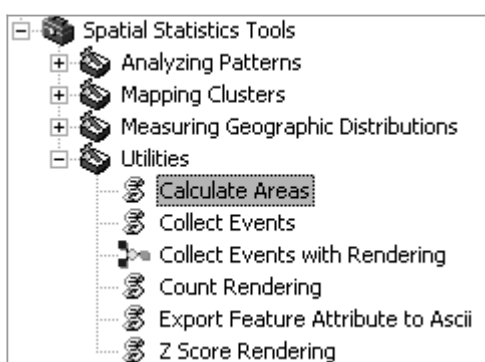 Spatial Statistics Tools
Analyzing Patterns
Mapping Clusters
Measuring Geographic Distributions
Utilities
Calculate Areas
Collect Events
Collect Events with Rendering
Count Rendering
Export Feature Attribute to Ascii
Z Score Rendering